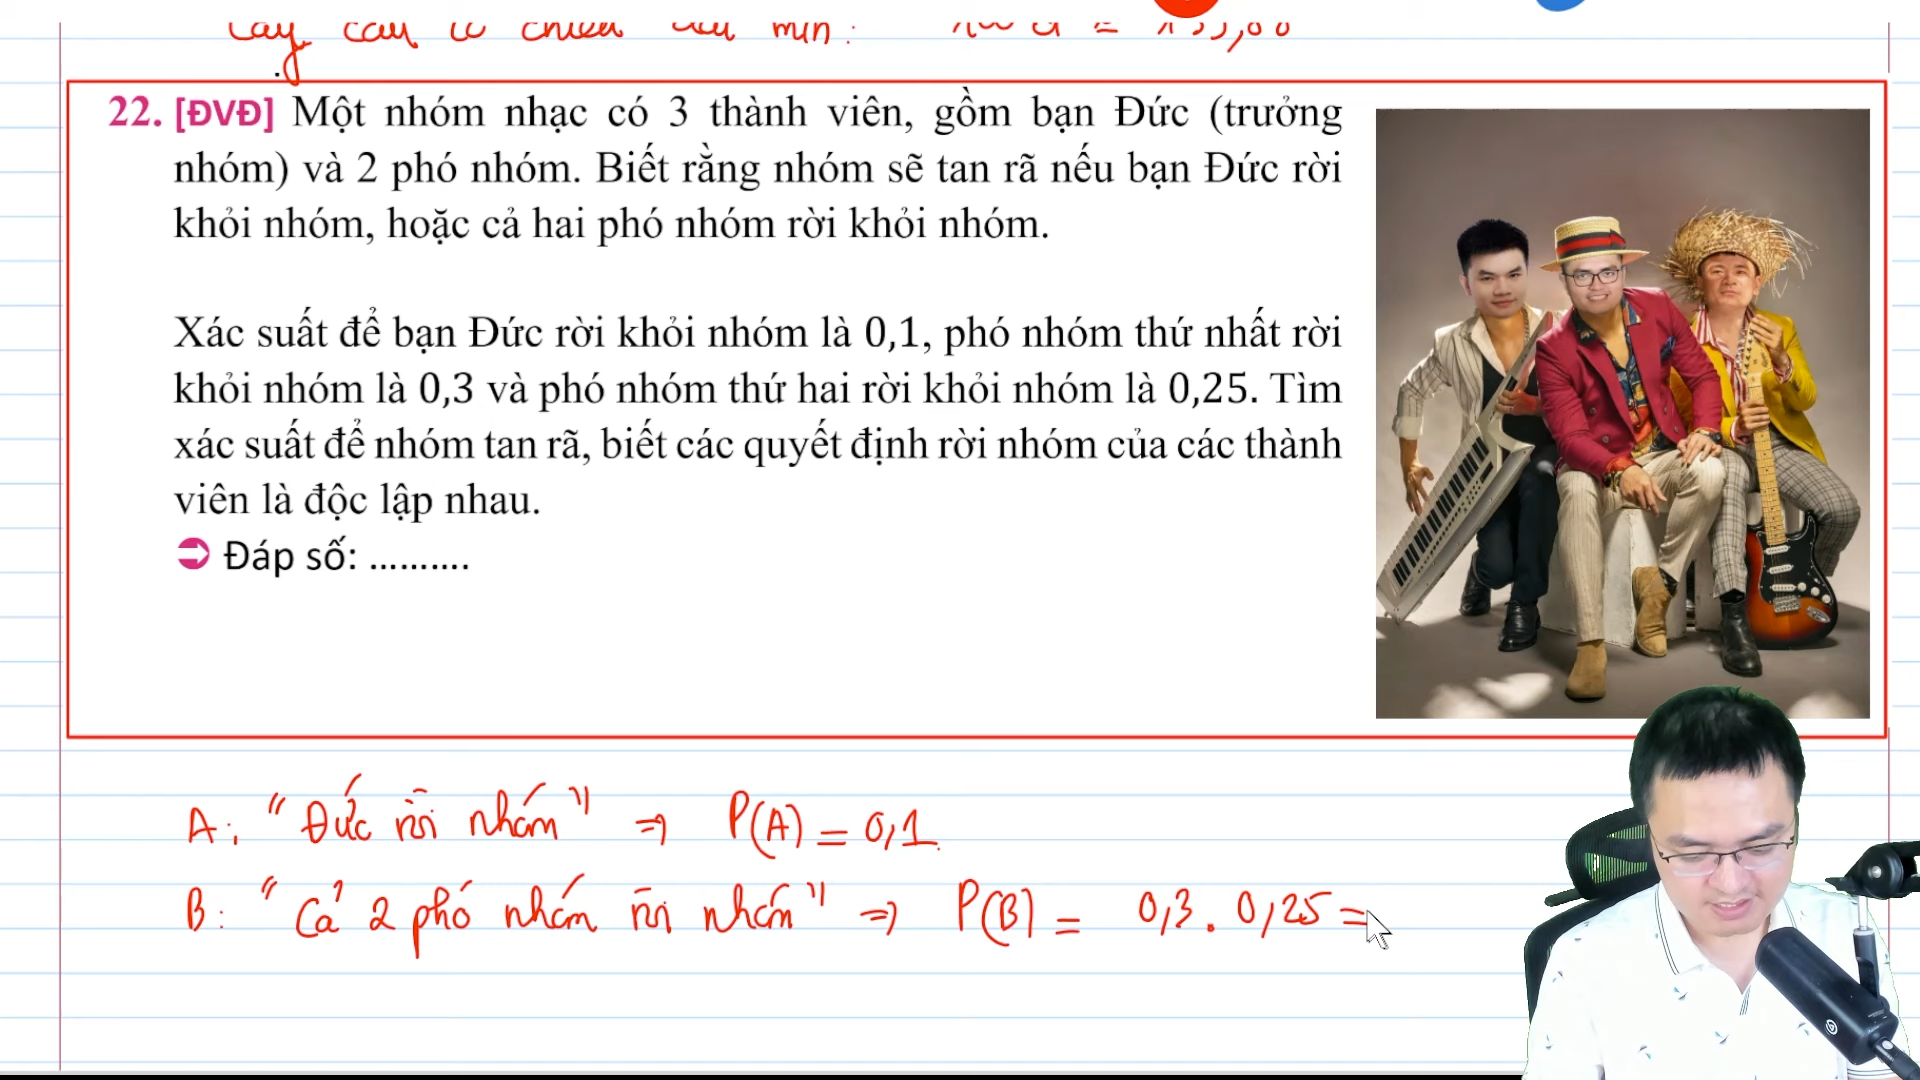 22. [ĐVĐ] Một nhóm nhạc có 3 thành viên, gồm bạn Đức (trưởng
nhóm) và 2 phó nhóm. Biết rằng nhóm sẽ tan rã nếu bạn Đức rời
khỏi nhóm, hoặc cả hai phó nhóm rời khỏi nhóm.
Xác suất để bạn Đức rời khỏi nhóm là 0,1, phó nhóm thứ nhất rời
khỏi nhóm là 0,3 và phó nhóm thứ hai rời khỏi nhóm là 0,25. Tìm
xác suất để nhóm tan rã, biết các quyết định rời nhóm của các thành
viên là độc lập nhau.
➲ Đáp số: ..........
A: "Đức rời nhóm" ⇒ P(A) = 0,1.
B: "Cả 2 phó nhóm rời nhóm" ⇒ P(B) = 0,3 . 0,25 =